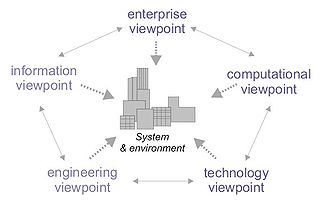 enterprise
viewpoint
information
viewpoint
computational
viewpoint
System
& environment
engineering
viewpoint
technology
viewpoint